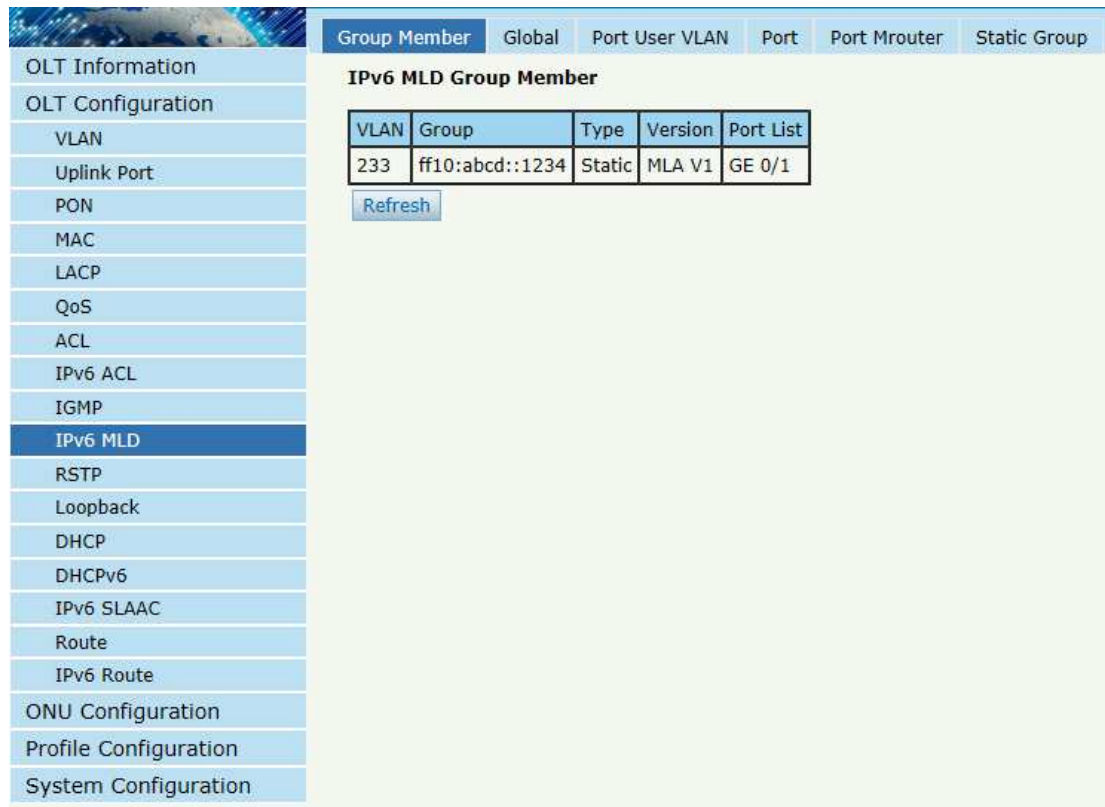 Group Member Global Port User VLAN Port Port Mrouter Static Group
OLT Information
OLT Configuration
VLAN
Uplink Port
PON
MAC
LACP
QoS
ACL
IPv6 ACL
IGMP
IPv6 MLD
RSTP
Loopback
DHCP
DHCPv6
IPv6 SLAAC
Route
IPv6 Route
ONU Configuration
Profile Configuration
System Configuration
IPv6 MLD Group Member
VLAN Group Type Version Port List
233 ff10:abcd::1234 Static MLA V1 GE 0/1
Refresh